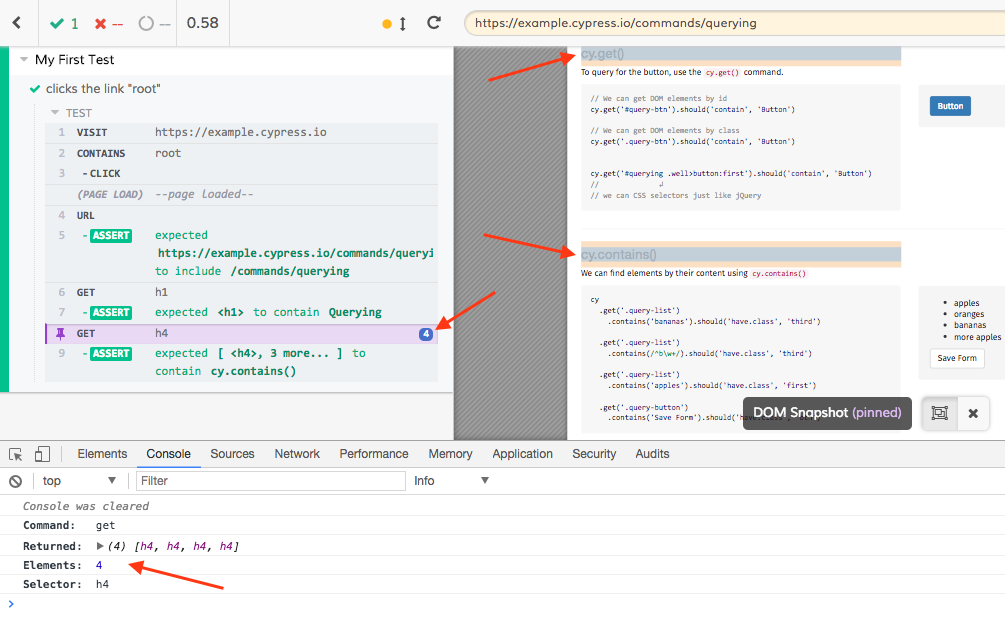 1 -- -- 0.58
https://example.cypress.io/commands/querying
My First Test
clicks the link "root"
TEST
1 VISIT https://example.cypress.io
2 CONTAINS root
3 - CLICK
(PAGE LOAD) --page loaded--
4 URL
5 - ASSERT expected
https://example.cypress.io/commands/queryi
to include /commands/querying
6 GET h1
7 - ASSERT expected <h1> to contain Querying
GET h4 4
9 - ASSERT expected [ <h4>, 3 more... ] to
contain cy.contains()
cy.get()
To query for the button, use the cy.get() command.
// We can get DOM elements by id
cy.get('#query-btn').should('contain', 'Button')
// We can get DOM elements by class
cy.get('.query-btn').should('contain', 'Button')
cy.get('#querying .well>button:first').should('contain', 'Button')
//
// we can CSS selectors just like jQuery
Button
cy.contains()
We can find elements by their content using cy.contains()
cy
.get('.query-list')
.contains('bananas').should('have.class', 'third')
.get('.query-list')
.contains(/^b\w+/).should('have.class', 'third')
.get('.query-list')
.contains('apples').should('have.class', 'first')
.get('.query-button')
.contains('Save Form').should('h
• apples
• oranges
• bananas
• more apples
Save Form
DOM Snapshot (pinned)
Elements Console Sources Network Performance Memory Application Security Audits
top Filter Info
Console was cleared
Command: get
Returned: (4) [h4, h4, h4, h4]
Elements: 4
Selector: h4